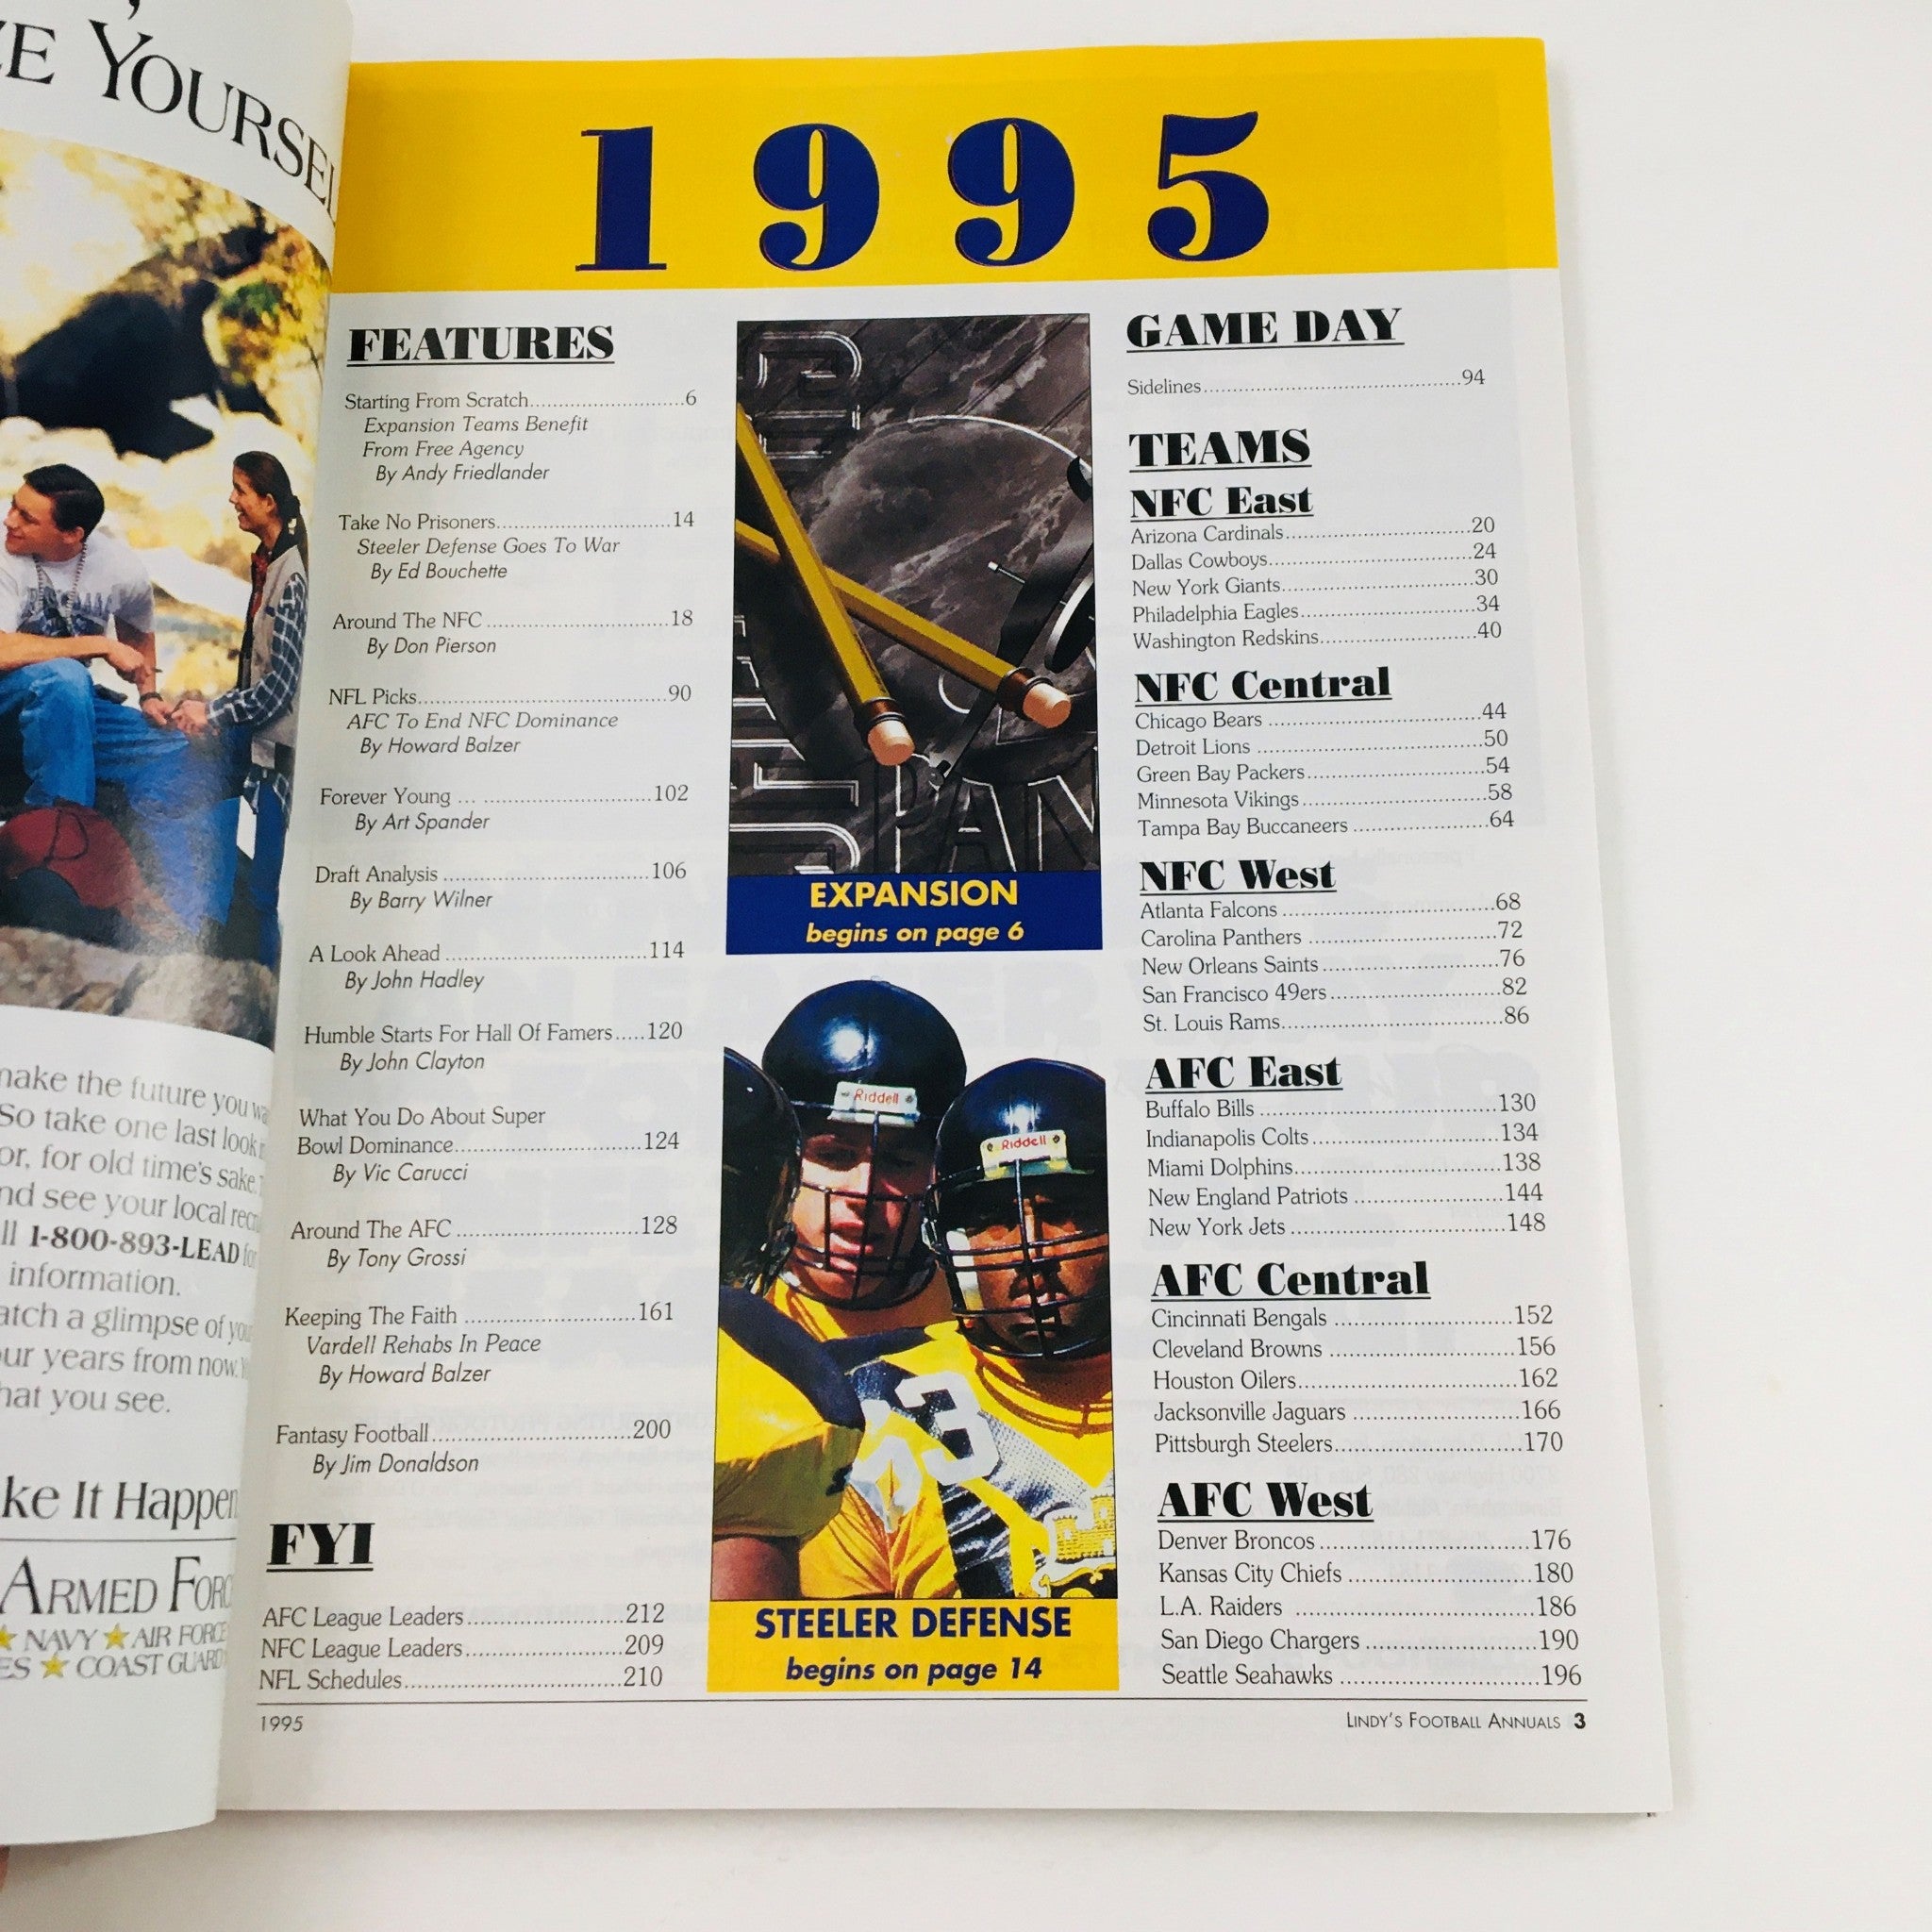 YOURSEL
make the future you
So take one last look
or, for old time's sake.
nd see your local
ll 1-800-893-LEAD
information.
atch a glimpse of
ur years from now.
hat you see.
ke It Happen
ARMED FORC
NAVY ★ AIR FORCE
ES ★ COAST GUARD
1995
FEATURES
Starting From Scratch..........................6
Expansion Teams Benefit
From Free Agency
By Andy Friedlander
Take No Prisoners..............................14
Steeler Defense Goes To War
By Ed Bouchette
Around The NFC ...............................18
By Don Pierson
NFL Picks...........................................90
AFC To End NFC Dominance
By Howard Balzer
Forever Young ... .............................102
By Art Spander
Draft Analysis ...................................106
By Barry Wilner
A Look Ahead ..................................114
By John Hadley
Humble Starts For Hall Of Famers.....120
By John Clayton
What You Do About Super
Bowl Dominance................................124
By Vic Carucci
Around The AFC ..............................128
By Tony Grossi
Keeping The Faith ............................161
Vardell Rehabs In Peace
By Howard Balzer
Fantasy Football.................................200
By Jim Donaldson
FYI
AFC League Leaders..........................212
NFC League Leaders..........................209
NFL Schedules....................................210
PAN
EXPANSION
begins on page 6
Riddell
Riddell
3
STEELER DEFENSE
begins on page 14
GAME DAY
Sidelines............................................94
TEAMS
NFC East
Arizona Cardinals................................20
Dallas Cowboys...................................24
New York Giants.................................30
Philadelphia Eagles..............................34
Washington Redskins...........................40
NFC Central
Chicago Bears ....................................44
Detroit Lions .......................................50
Green Bay Packers..............................54
Minnesota Vikings................................58
Tampa Bay Buccaneers .......................64
NFC West
Atlanta Falcons ....................................68
Carolina Panthers ................................72
New Orleans Saints..............................76
San Francisco 49ers.............................82
St. Louis Rams.....................................86
AFC East
Buffalo Bills ........................................130
Indianapolis Colts................................134
Miami Dolphins...................................138
New England Patriots .........................144
New York Jets ....................................148
AFC Central
Cincinnati Bengals ..............................152
Cleveland Browns ...............................156
Houston Oilers....................................162
Jacksonville Jaguars ............................166
Pittsburgh Steelers...............................170
AFC West
Denver Broncos ..................................176
Kansas City Chiefs ..............................180
L.A. Raiders .......................................186
San Diego Chargers ............................190
Seattle Seahawks .................................196
1995
LINDY'S FOOTBALL ANNUALS 3